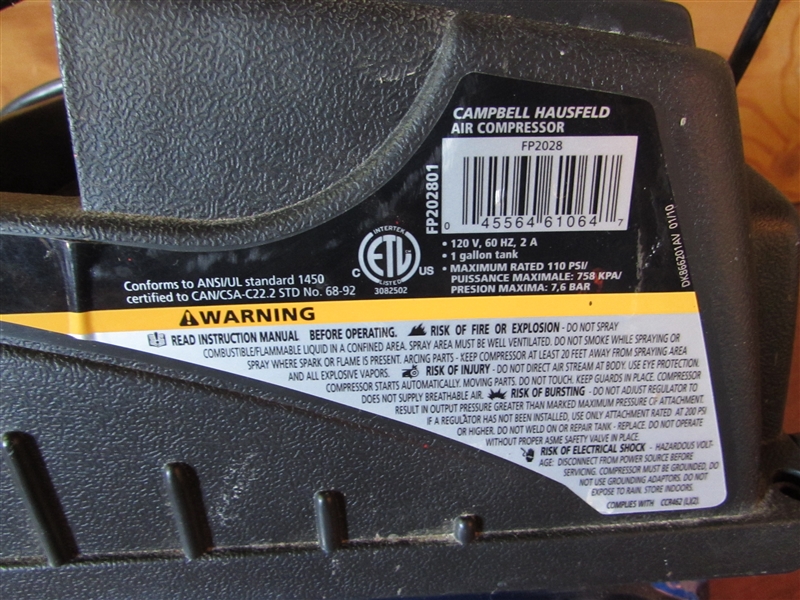 CAMPBELL HAUSFELD
AIR COMPRESSOR
FP2028
0 45564 61064 7
FP202801
DK866201AV 01/10
INTERTEK
ETL
LISTED
C US
3082502
• 120 V, 60 HZ, 2 A
• 1 gallon tank
• MAXIMUM RATED 110 PSI/
PUISSANCE MAXIMALE: 758 KPA/
PRESION MAXIMA: 7,6 BAR
Conforms to ANSI/UL standard 1450
certified to CAN/CSA-C22.2 STD No. 68-92
WARNING
READ INSTRUCTION MANUAL BEFORE OPERATING. RISK OF FIRE OR EXPLOSION - DO NOT SPRAY
COMBUSTIBLE/FLAMMABLE LIQUID IN A CONFINED AREA. SPRAY AREA MUST BE WELL VENTILATED. DO NOT SMOKE WHILE SPRAYING OR
SPRAY WHERE SPARK OR FLAME IS PRESENT. ARCING PARTS - KEEP COMPRESSOR AT LEAST 20 FEET AWAY FROM SPRAYING AREA
AND ALL EXPLOSIVE VAPORS. RISK OF INJURY - DO NOT DIRECT AIR STREAM AT BODY. USE EYE PROTECTION.
COMPRESSOR STARTS AUTOMATICALLY. MOVING PARTS. DO NOT TOUCH. KEEP GUARDS IN PLACE. COMPRESSOR
DOES NOT SUPPLY BREATHABLE AIR. RISK OF BURSTING - DO NOT ADJUST REGULATOR TO
RESULT IN OUTPUT PRESSURE GREATER THAN MARKED MAXIMUM PRESSURE OF ATTACHMENT.
IF A REGULATOR HAS NOT BEEN INSTALLED, USE ONLY ATTACHMENT RATED AT 200 PSI
OR HIGHER. DO NOT WELD ON OR REPAIR TANK - REPLACE. DO NOT OPERATE
WITHOUT PROPER ASME SAFETY VALVE IN PLACE.
RISK OF ELECTRICAL SHOCK - HAZARDOUS VOLT-
AGE: DISCONNECT FROM POWER SOURCE BEFORE
SERVICING. COMPRESSOR MUST BE GROUNDED, DO
NOT USE GROUNDING ADAPTORS. DO NOT
EXPOSE TO RAIN. STORE INDOORS.
COMPLIES WITH CCR462 (L)(2)